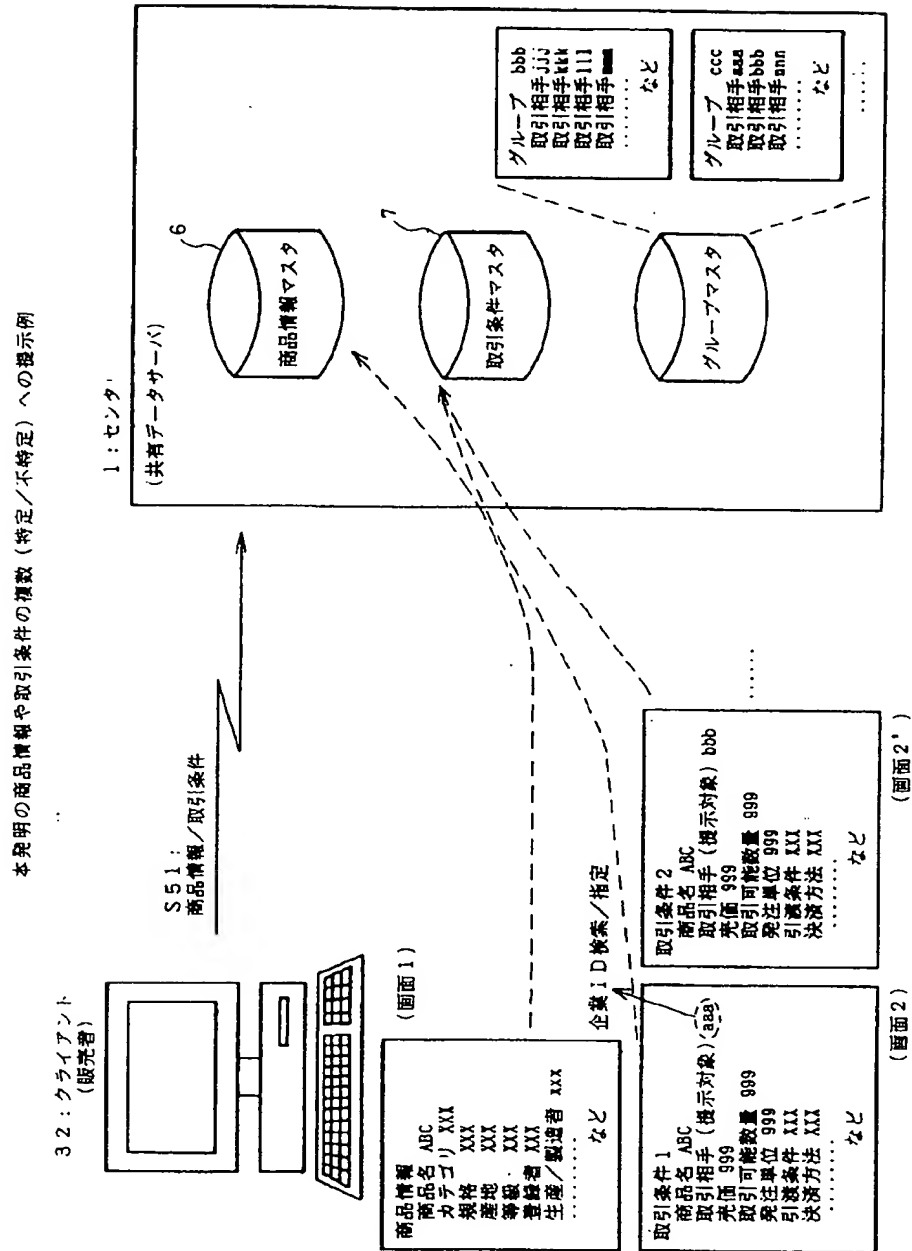 本発明の商品情報や取引条件の複数（特定／不特定）への提示例
32：クライアント
（販売者）
S51：
商品情報／取引条件
1：センタ
（共有データサーバ）
商品情報マスタ
6
取引条件マスタ
7
グループマスタ
グループ bbb
取引相手jjj
取引相手kkk
取引相手lll
取引相手
........
など
グループ ccc
取引相手aaa
取引相手bbb
取引相手nnn
........
など
......
（画面1）
商品情報
商品名 ABC
カテゴリ XXX
規格 XXX
産地 XXX
等級 XXX
登録者 XXX
生産／製造者 xxx
........
など
企業ID検索／指定
取引条件1
商品名 ABC
取引相手（提示対象）aaa
売価 999
取引可能数量 999
発注単位 999
引渡条件 XXX
決済方法 XXX
........
など
（画面2）
取引条件2
商品名 ABC
取引相手（提示対象）bbb
売価 999
取引可能数量 999
発注単位 999
引渡条件 XXX
決済方法 XXX
........
など
（画面2'）
......